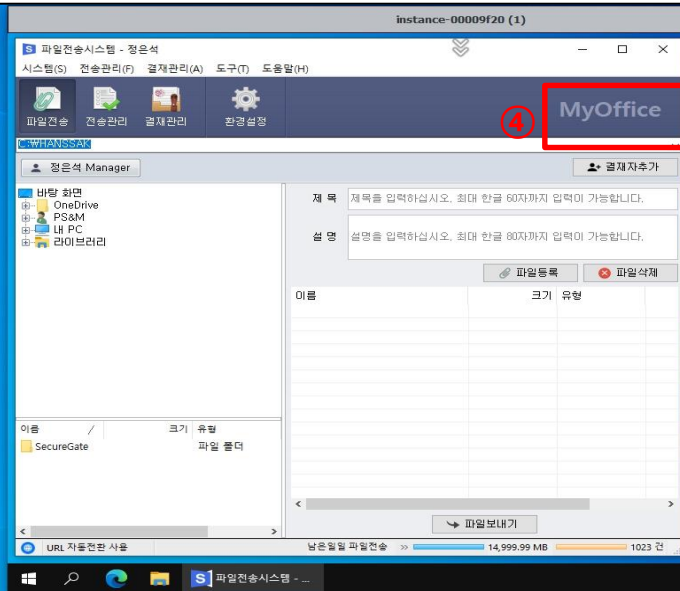 instance-00009f20 (1)
파일전송시스템 - 정은석
시스템(S) 전송관리(F) 결재관리(A) 도구(T) 도움말(H)
파일전송 전송관리 결재관리 환경설정
④ MyOffice
C:₩HANSSAK
정은석 Manager 결재자추가
바탕 화면
OneDrive
PS&M
내 PC
라이브러리
제 목 제목을 입력하십시오. 최대 한글 60자까지 입력이 가능합니다.
설 명 설명을 입력하십시오. 최대 한글 80자까지 입력이 가능합니다.
파일등록 파일삭제
이름 크기 유형
이름 / 크기 유형
SecureGate 파일 폴더
파일보내기
URL 자동전환 사용 남은일일 파일전송 >> 14,999.99 MB 1023 건
파일전송시스템 - ...